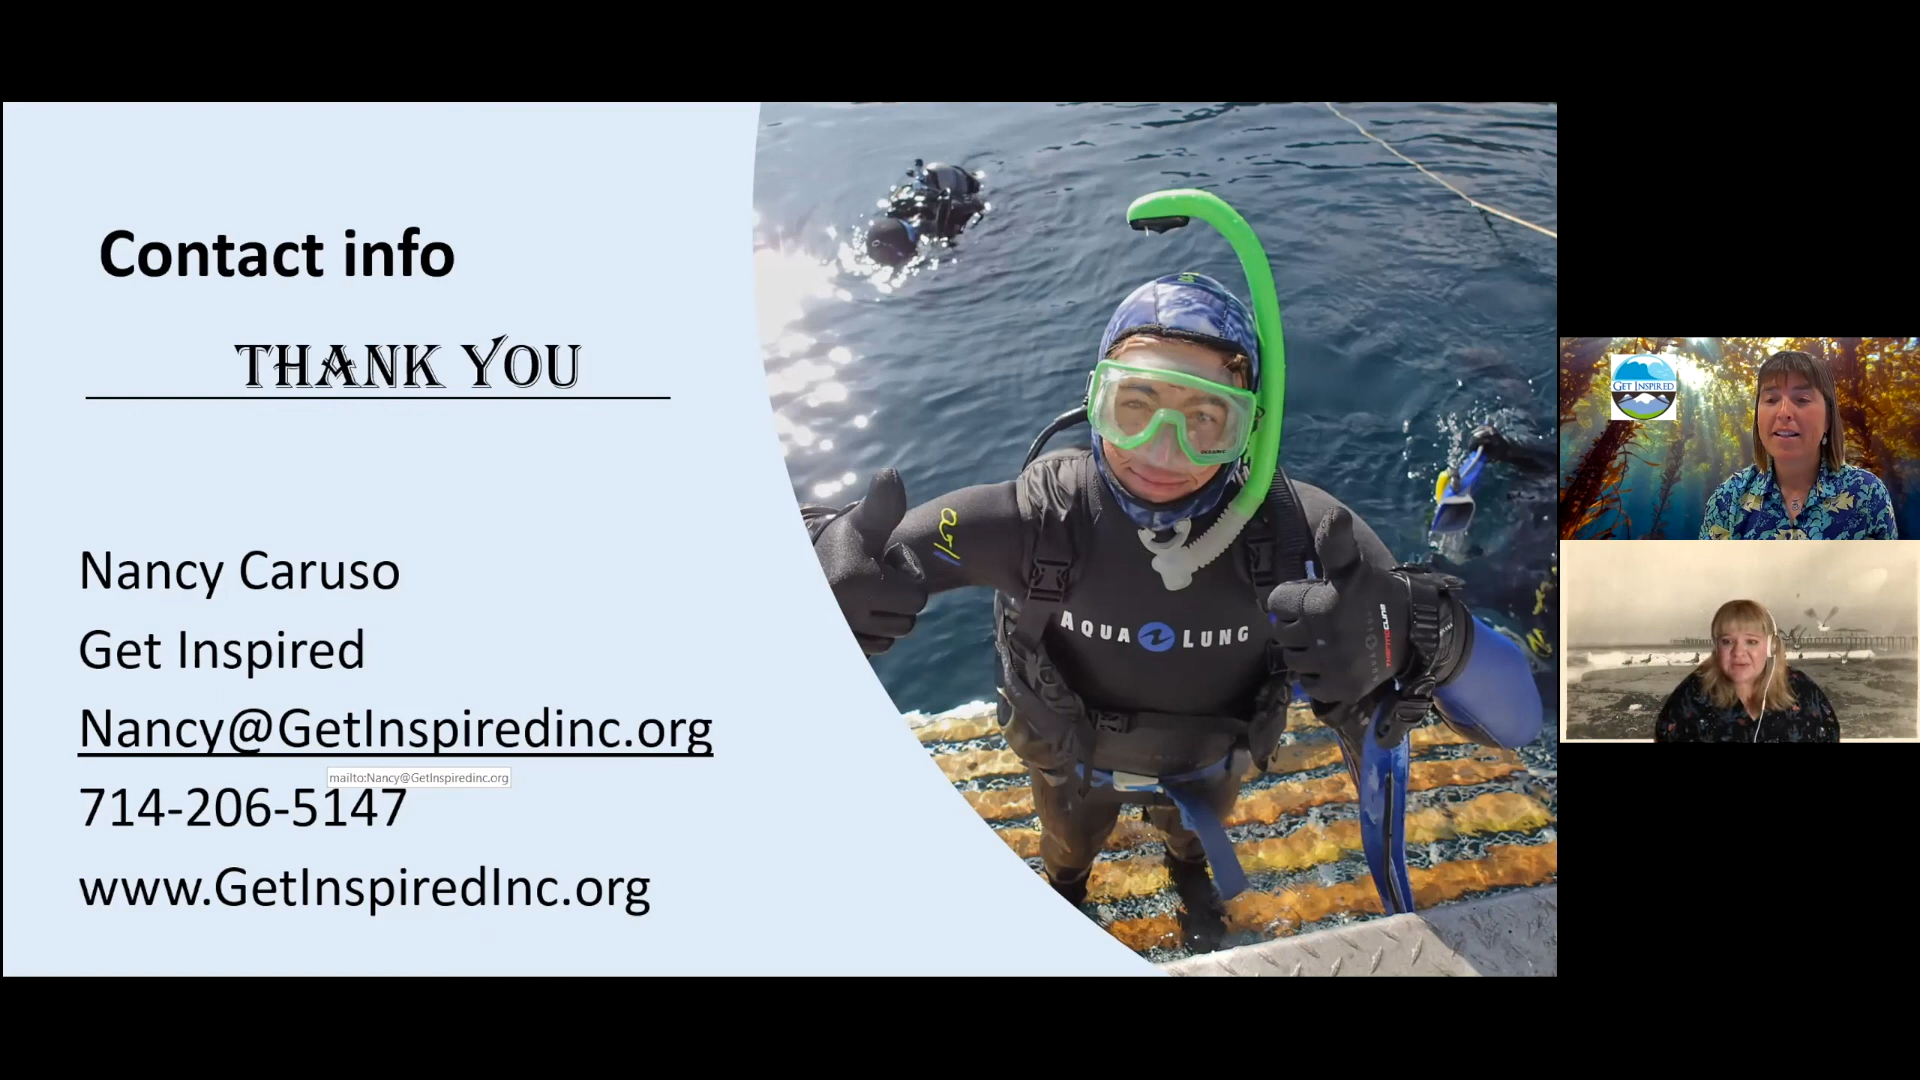 Contact info
THANK YOU
Nancy Caruso
Get Inspired
Nancy@GetInspiredinc.org
mailto:Nancy@GetInspiredinc.org
714-206-5147
www.GetInspiredInc.org
AQUA LUNG
GET INSPIRED